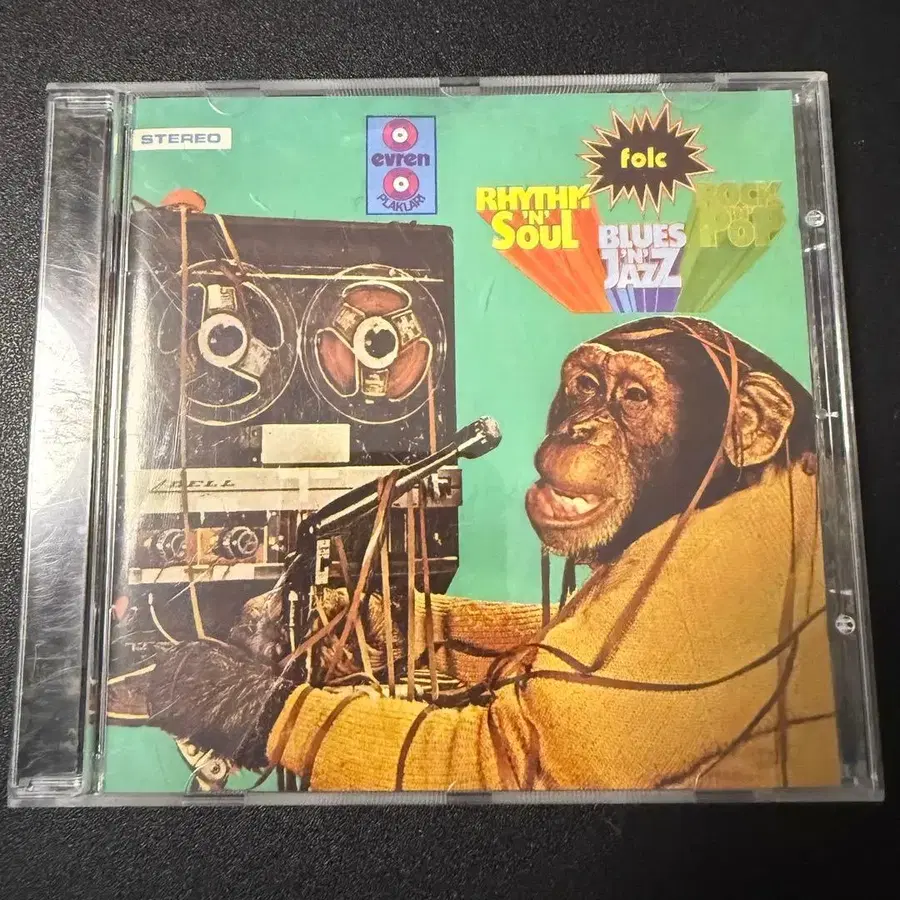 STEREO
evren
PLAKLARI
folc
RHYTHM
'N'
SOUL
BLUES
'N'
JAZZ
ROCK
'N'
POP
BELL